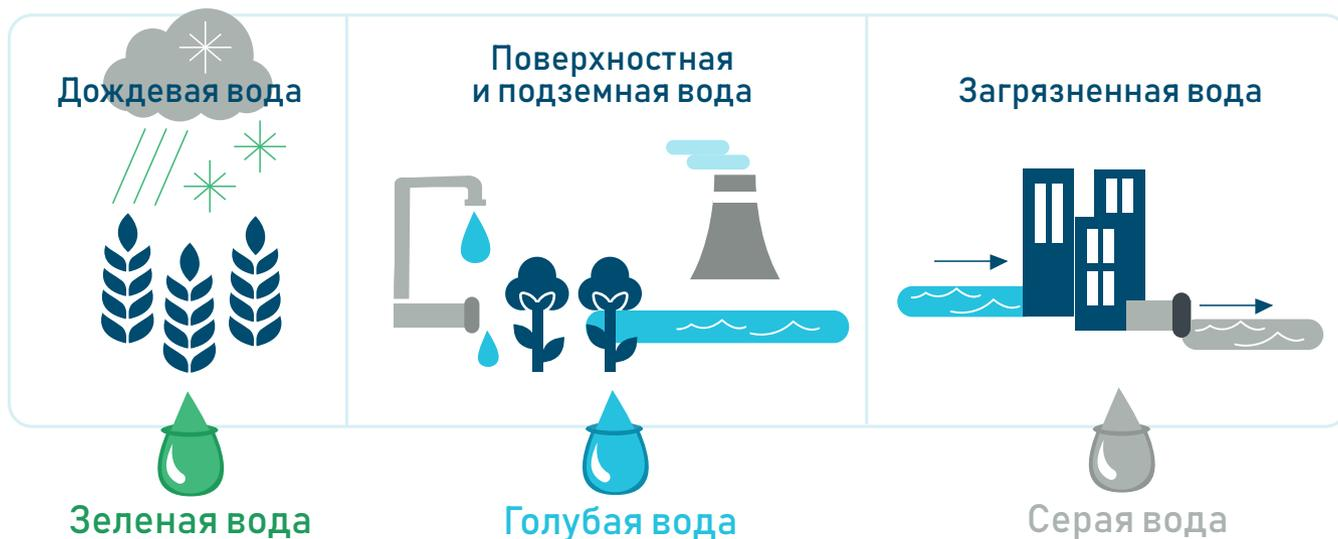 Дождевая вода
Поверхностная
и подземная вода
Загрязненная вода
Зеленая вода
Голубая вода
Серая вода